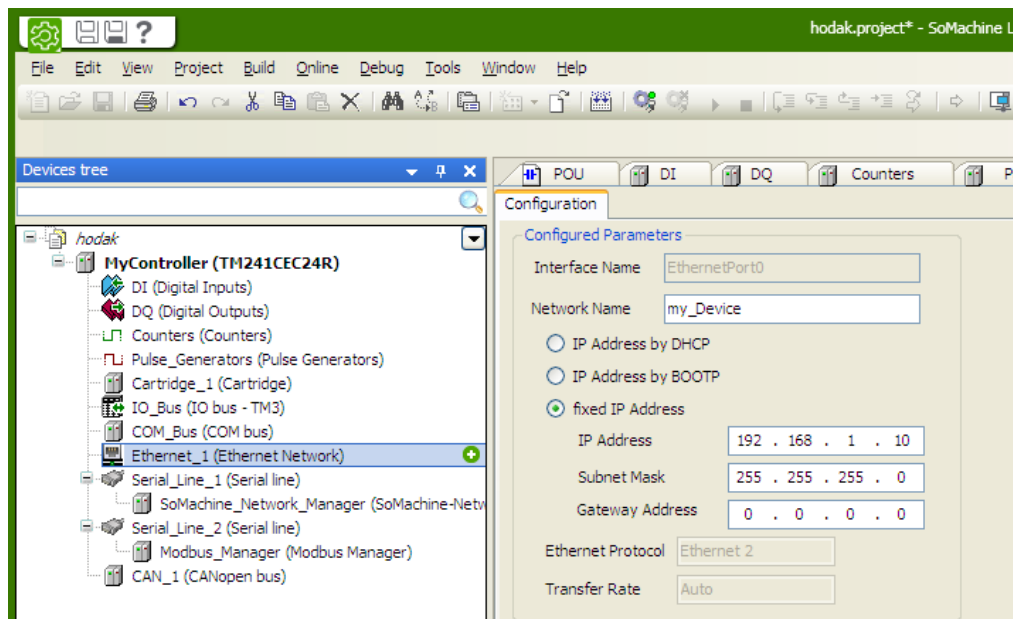 hodak.project* - SoMachine L
File Edit View Project Build Online Debug Tools Window Help
Devices tree
POU DI DQ Counters P
Configuration
hodak
MyController (TM241CEC24R)
DI (Digital Inputs)
DQ (Digital Outputs)
Counters (Counters)
Pulse_Generators (Pulse Generators)
Cartridge_1 (Cartridge)
IO_Bus (IO bus - TM3)
COM_Bus (COM bus)
Ethernet_1 (Ethernet Network)
Serial_Line_1 (Serial line)
SoMachine_Network_Manager (SoMachine-Netw
Serial_Line_2 (Serial line)
Modbus_Manager (Modbus Manager)
CAN_1 (CANopen bus)
Configured Parameters
Interface Name EthernetPort0
Network Name my_Device
IP Address by DHCP
IP Address by BOOTP
fixed IP Address
IP Address 192 . 168 . 1 . 10
Subnet Mask 255 . 255 . 255 . 0
Gateway Address 0 . 0 . 0 . 0
Ethernet Protocol Ethernet 2
Transfer Rate Auto